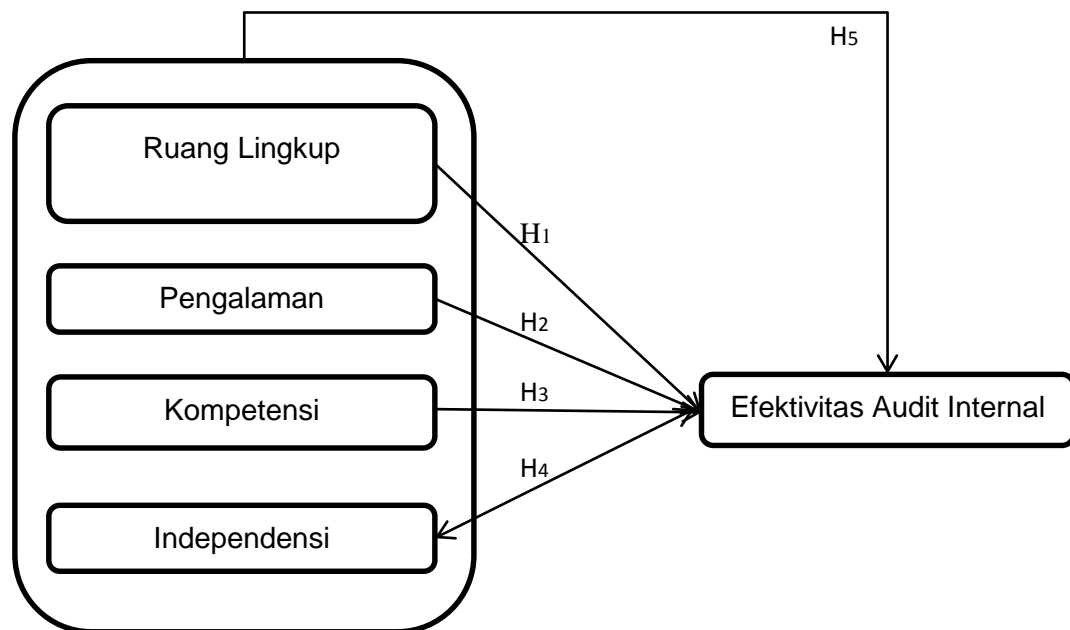 H5
Ruang Lingkup
H1
Pengalaman
H2
Kompetensi
H3
Efektivitas Audit Internal
H4
Independensi